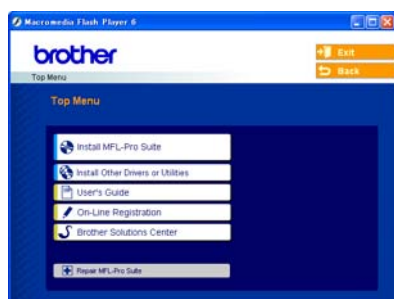 Macromedia Flash Player 6
brother
Exit
Back
Top Menu
Top Menu
Install MFL-Pro Suite
Install Other Drivers or Utilities
User's Guide
On-Line Registration
Brother Solutions Center
Repair MFL-Pro Suite